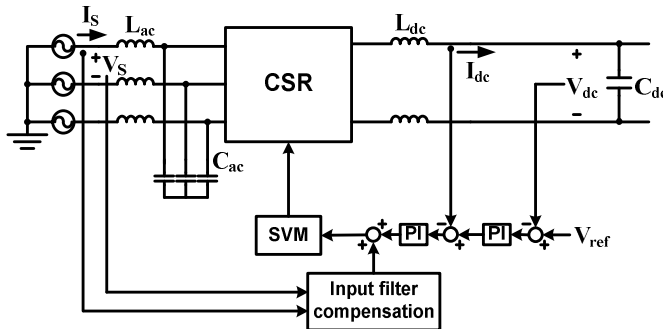 I_S L_ac L_dc
+ V_S −
CSR
I_dc
+ V_dc −
C_dc
C_ac
SVM
+ +
PI
− +
PI
− +
V_ref
Input filter
compensation